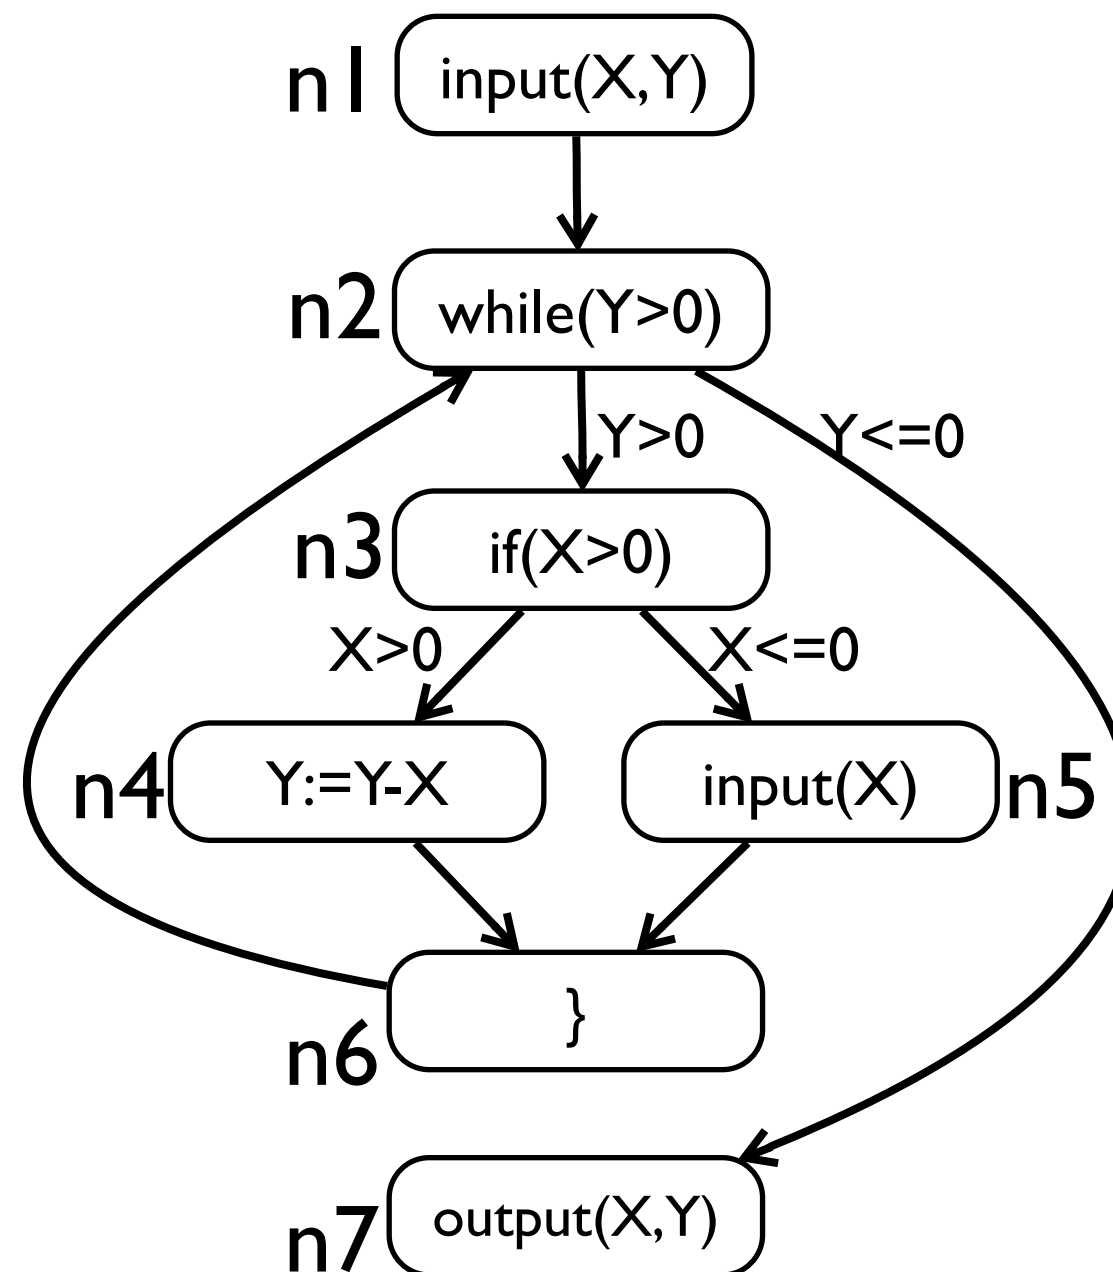 n1 input(X,Y)
n2 while(Y>0)
Y>0 Y<=0
n3 if(X>0)
X>0 X<=0
n4 Y:=Y-X input(X) n5
}
n6
n7 output(X,Y)